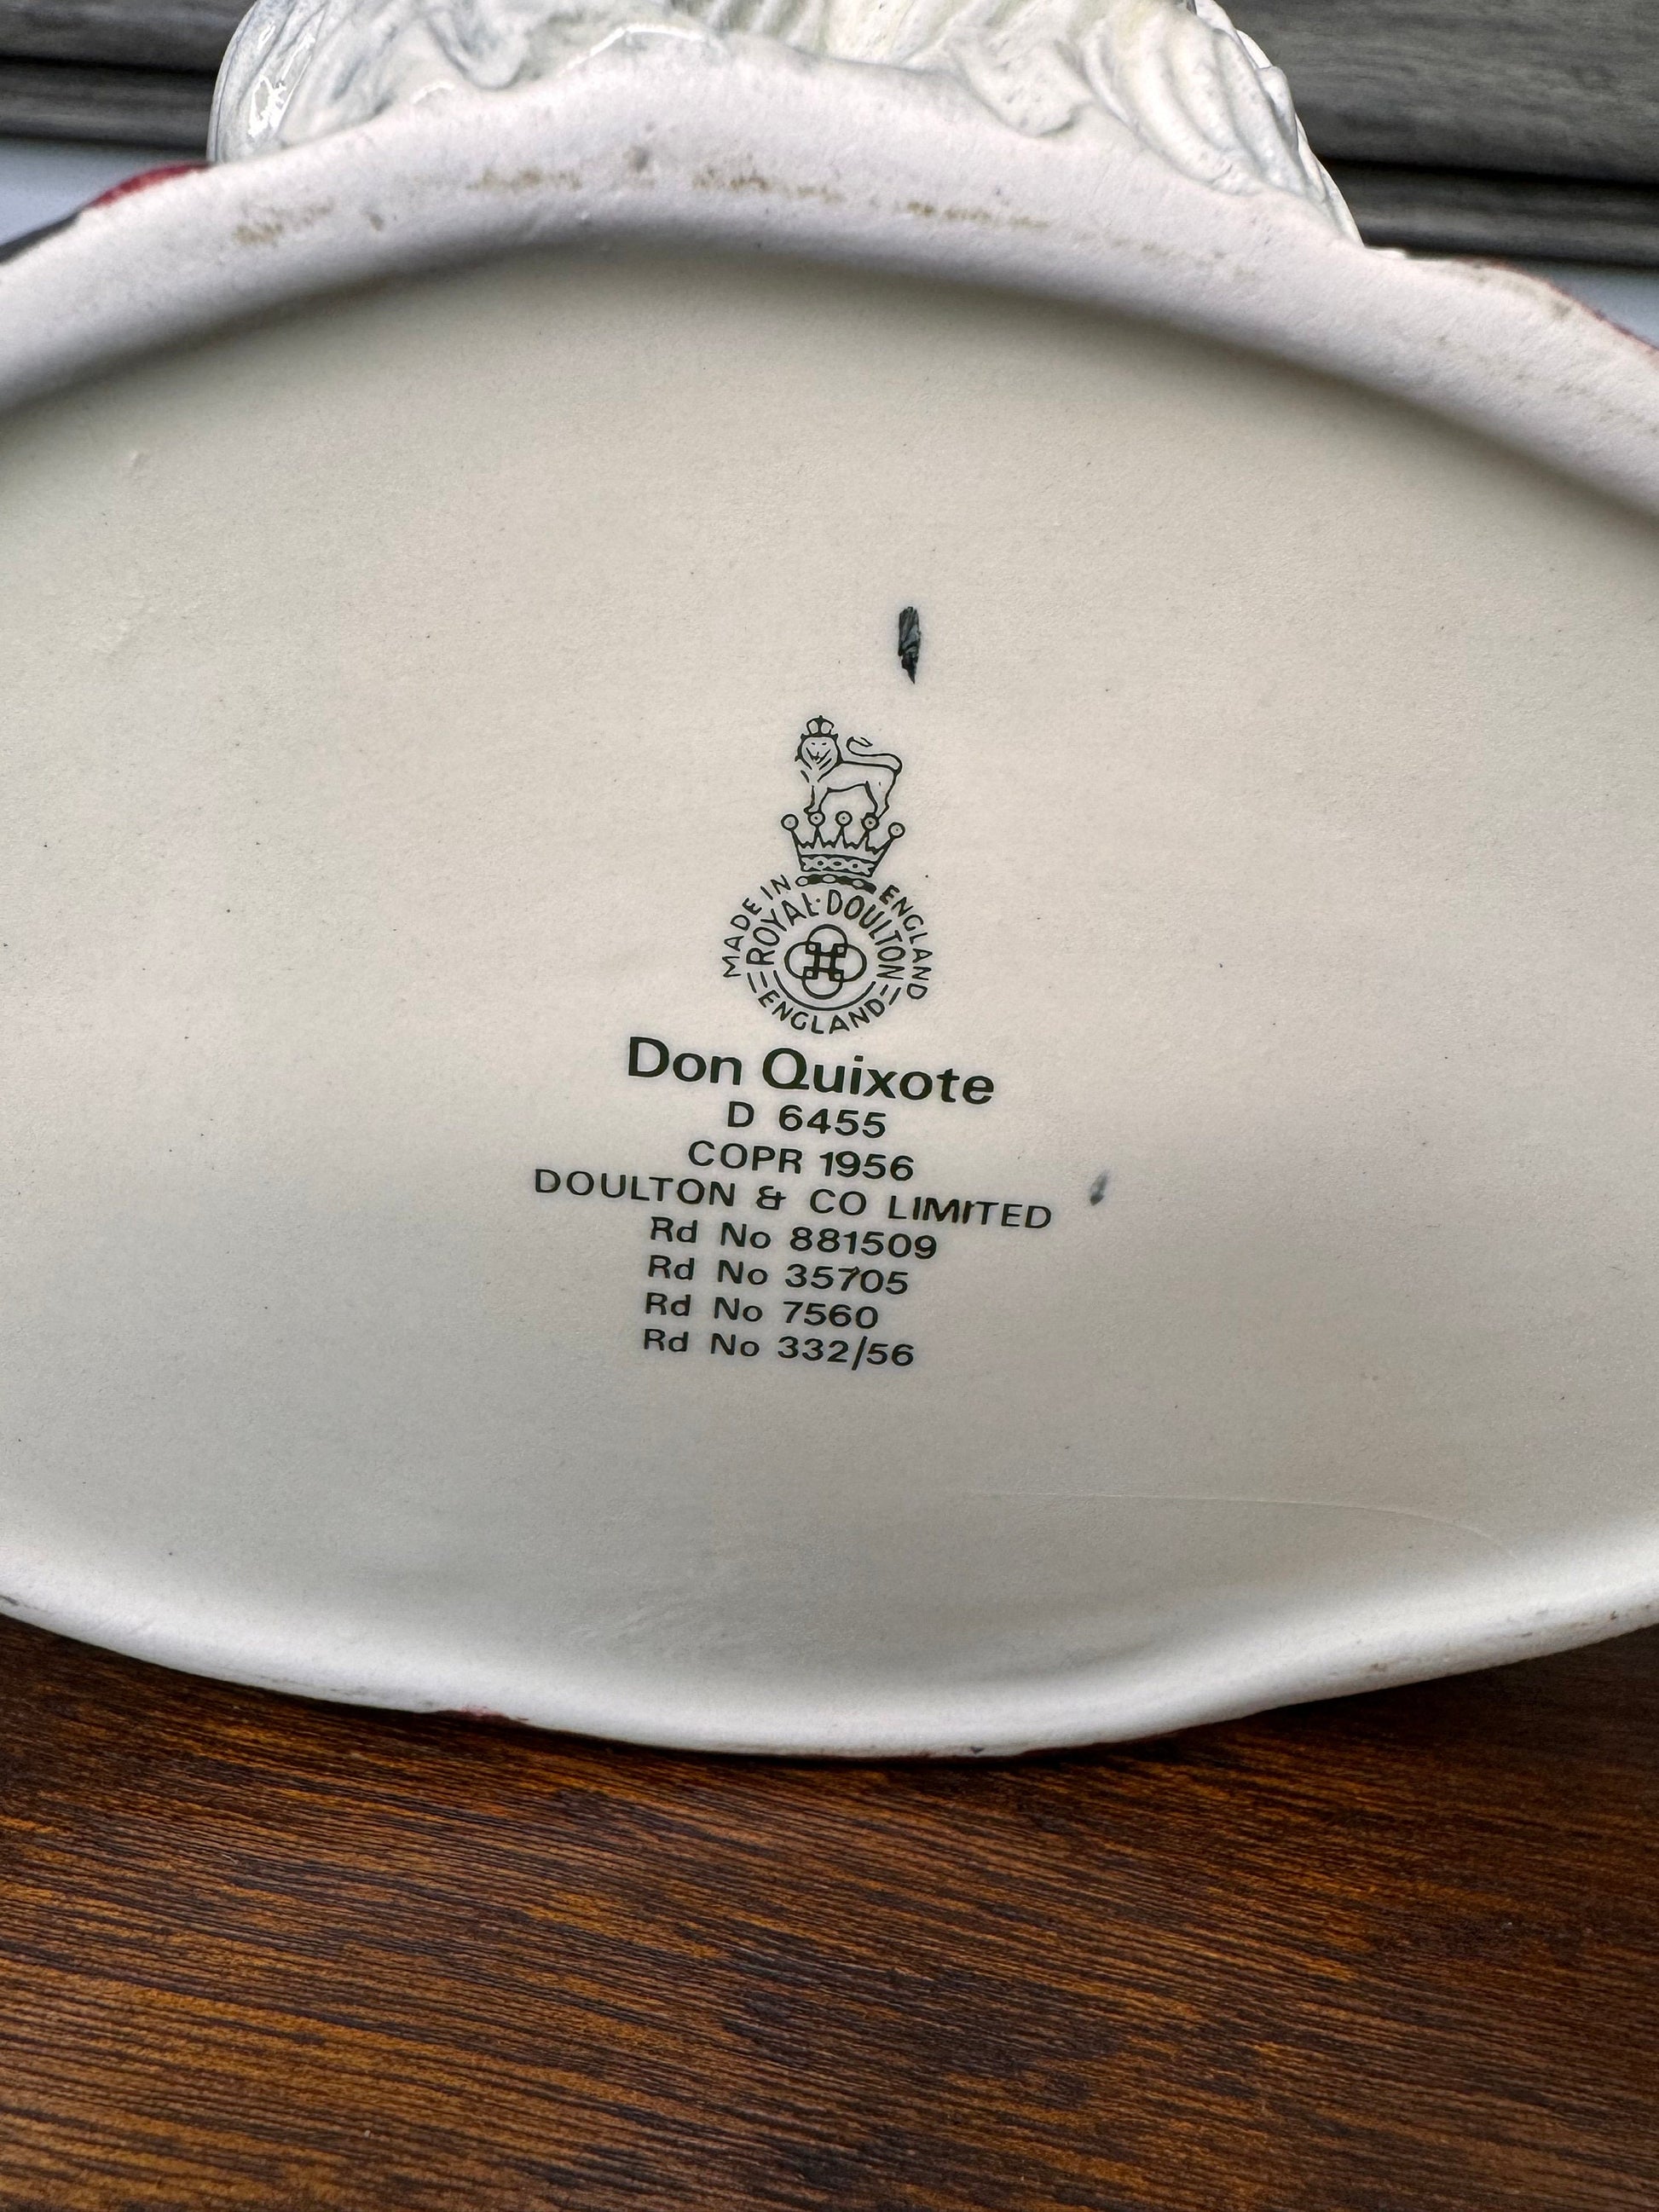 MADE IN ENGLAND
ROYAL·DOULTON
ENGLAND
Don Quixote
D 6455
COPR 1956
DOULTON & CO LIMITED
Rd No 881509
Rd No 35705
Rd No 7560
Rd No 332/56